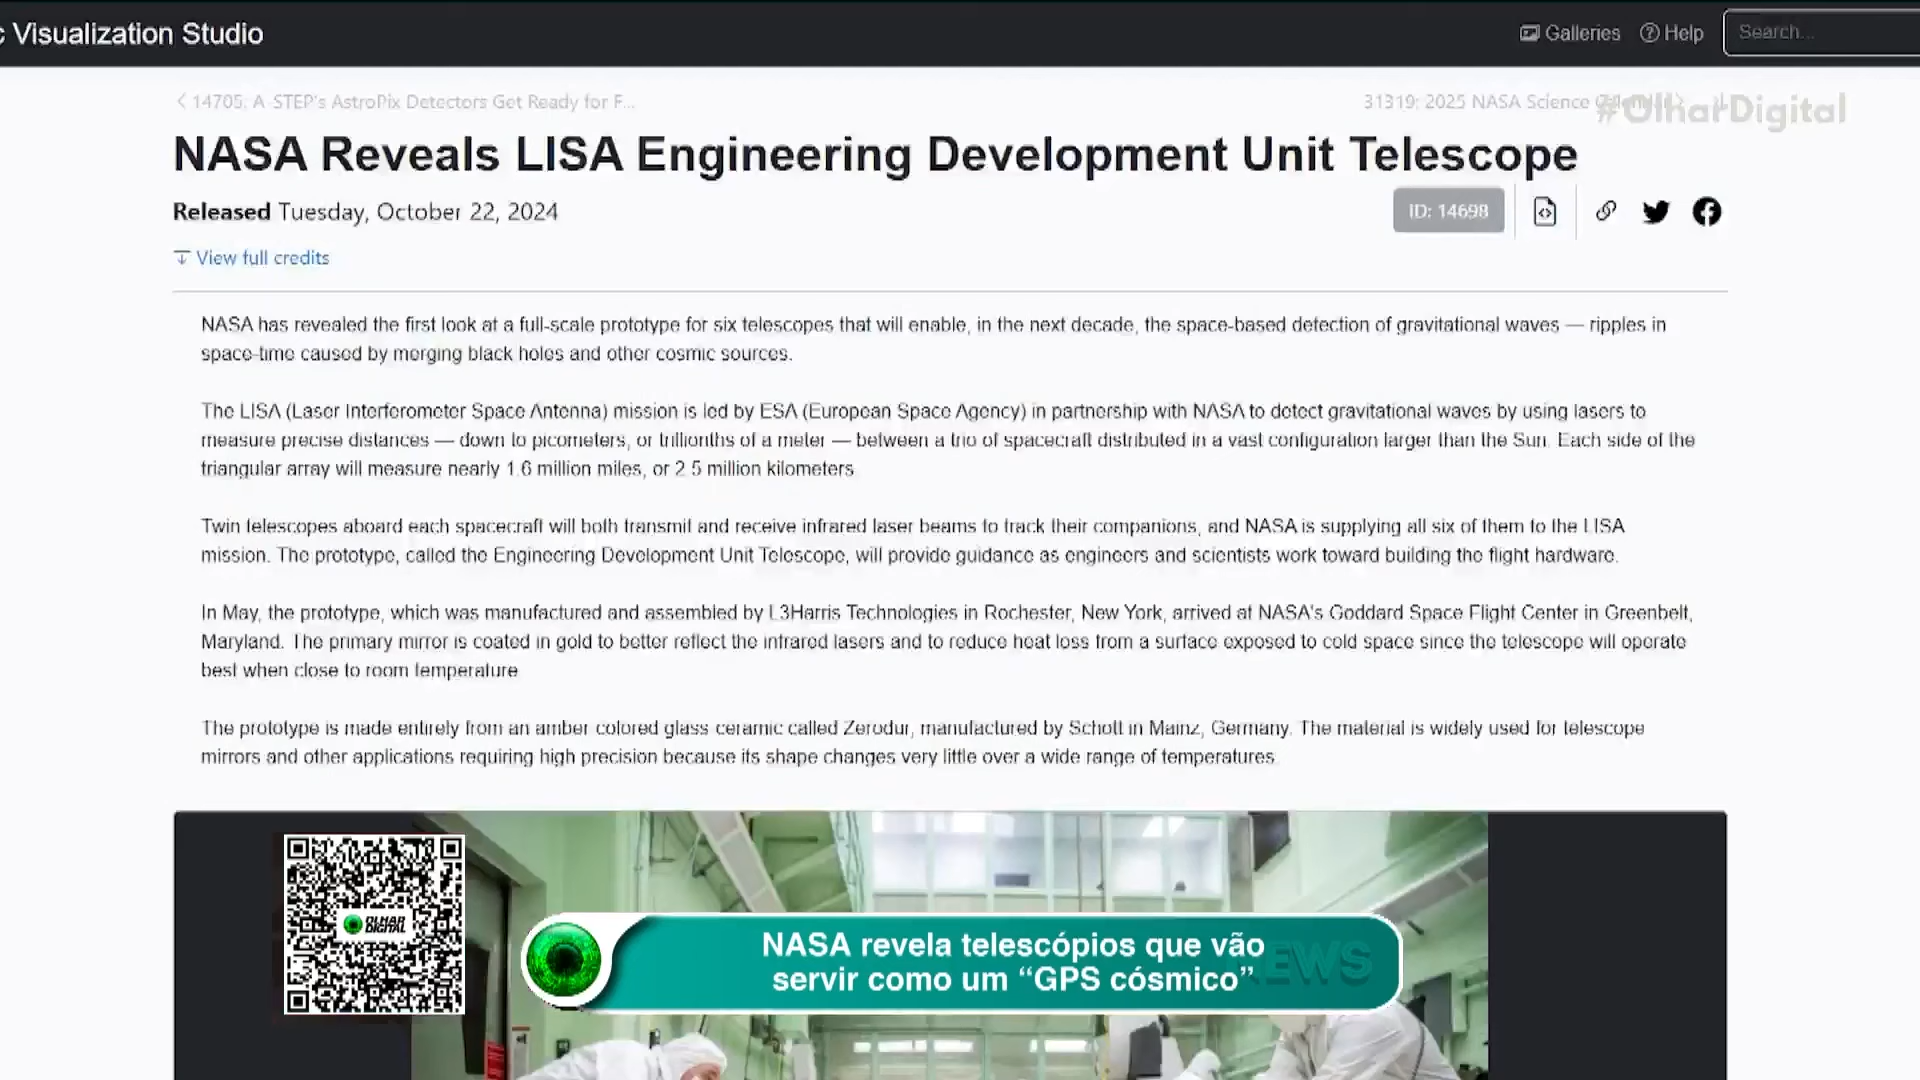 c Visualization Studio
Galleries
Help
Search...
14705: A-STEP's AstroPix Detectors Get Ready for F...
31319: 2025 NASA Science
#OlharDigital
NASA Reveals LISA Engineering Development Unit Telescope
Released Tuesday, October 22, 2024
ID: 14698
View full credits
NASA has revealed the first look at a full-scale prototype for six telescopes that will enable, in the next decade, the space-based detection of gravitational waves — ripples in
space-time caused by merging black holes and other cosmic sources.
The LISA (Laser Interferometer Space Antenna) mission is led by ESA (European Space Agency) in partnership with NASA to detect gravitational waves by using lasers to
measure precise distances — down to picometers, or trillionths of a meter — between a trio of spacecraft distributed in a vast configuration larger than the Sun. Each side of the
triangular array will measure nearly 1.6 million miles, or 2.5 million kilometers.
Twin telescopes aboard each spacecraft will both transmit and receive infrared laser beams to track their companions, and NASA is supplying all six of them to the LISA
mission. The prototype, called the Engineering Development Unit Telescope, will provide guidance as engineers and scientists work toward building the flight hardware.
In May, the prototype, which was manufactured and assembled by L3Harris Technologies in Rochester, New York, arrived at NASA's Goddard Space Flight Center in Greenbelt,
Maryland. The primary mirror is coated in gold to better reflect the infrared lasers and to reduce heat loss from a surface exposed to cold space since the telescope will operate
best when close to room temperature.
The prototype is made entirely from an amber colored glass ceramic called Zerodur, manufactured by Schott in Mainz, Germany. The material is widely used for telescope
mirrors and other applications requiring high precision because its shape changes very little over a wide range of temperatures.
OLHAR
DIGITAL
NASA revela telescópios que vão
servir como um “GPS cósmico”
NEWS